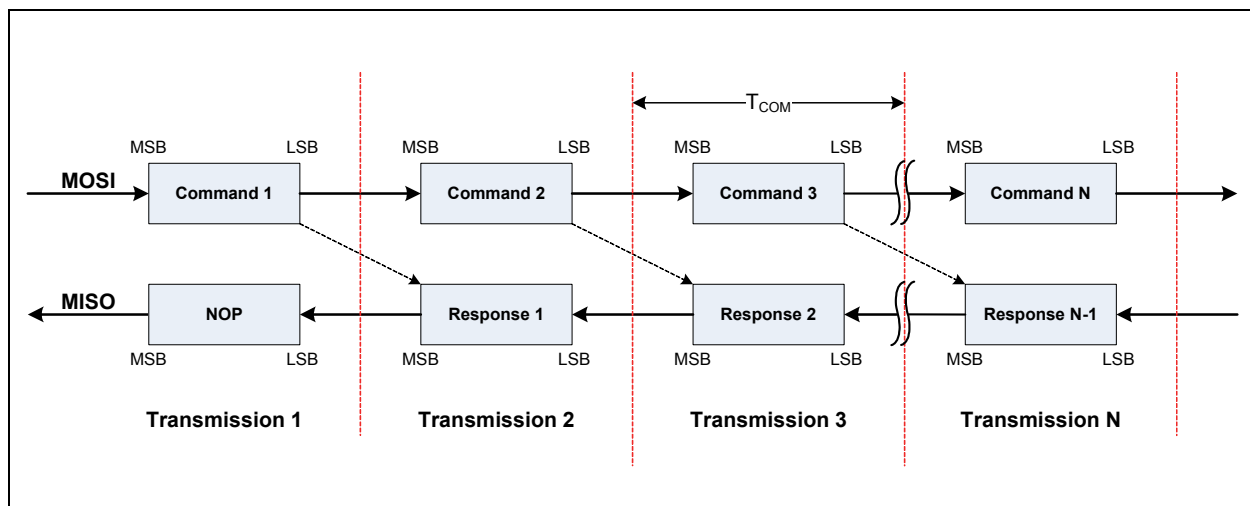 T_COM
MSB LSB MSB LSB MSB LSB MSB LSB
MOSI Command 1 Command 2 Command 3 Command N
MISO NOP Response 1 Response 2 Response N-1
MSB LSB MSB LSB MSB LSB MSB LSB
Transmission 1 Transmission 2 Transmission 3 Transmission N